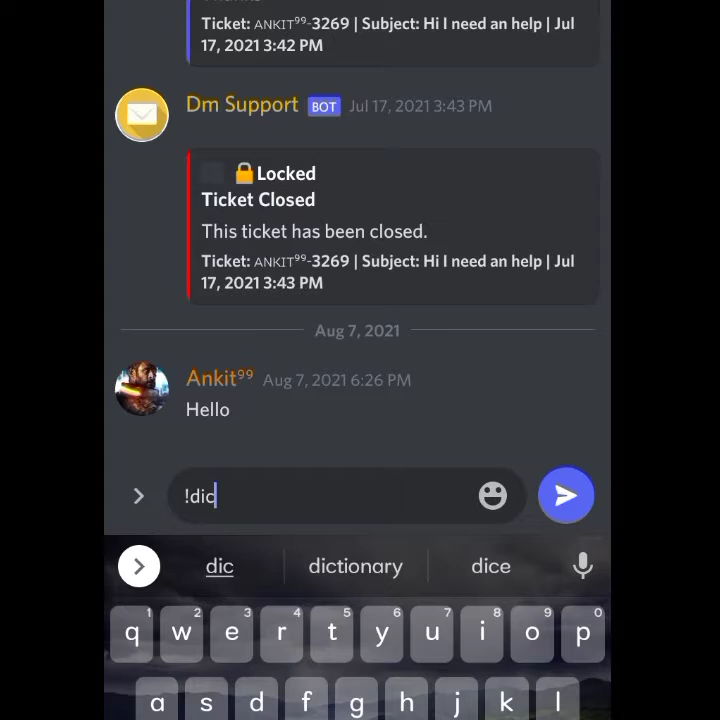 Ticket: ANKIT⁹⁹-3269 | Subject: Hi I need an help | Jul
17, 2021 3:42 PM
Dm Support BOT Jul 17, 2021 3:43 PM
🔒Locked
Ticket Closed
This ticket has been closed.
Ticket: ANKIT⁹⁹-3269 | Subject: Hi I need an help | Jul
17, 2021 3:43 PM
Aug 7, 2021
Ankit⁹⁹ Aug 7, 2021 6:26 PM
Hello
!dic
dic dictionary dice
1 2 3 4 5 6 7 8 9 0
q w e r t y u i o p
a s d f g h j k l